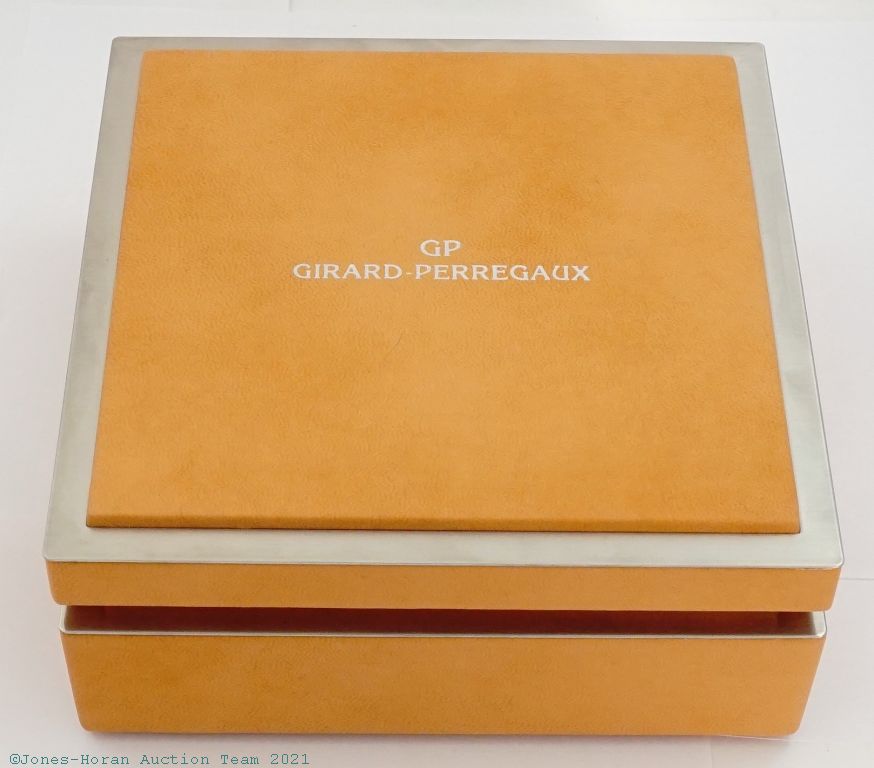 GP
GIRARD-PERREGAUX
©Jones-Horan Auction Team 2021